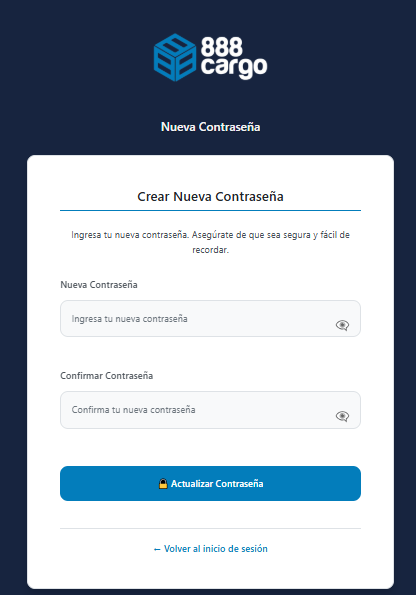 888
cargo
Nueva Contraseña
Crear Nueva Contraseña
Ingresa tu nueva contraseña. Asegúrate de que sea segura y fácil de
recordar.
Nueva Contraseña
Ingresa tu nueva contraseña
Confirmar Contraseña
Confirma tu nueva contraseña
🔒 Actualizar Contraseña
← Volver al inicio de sesión